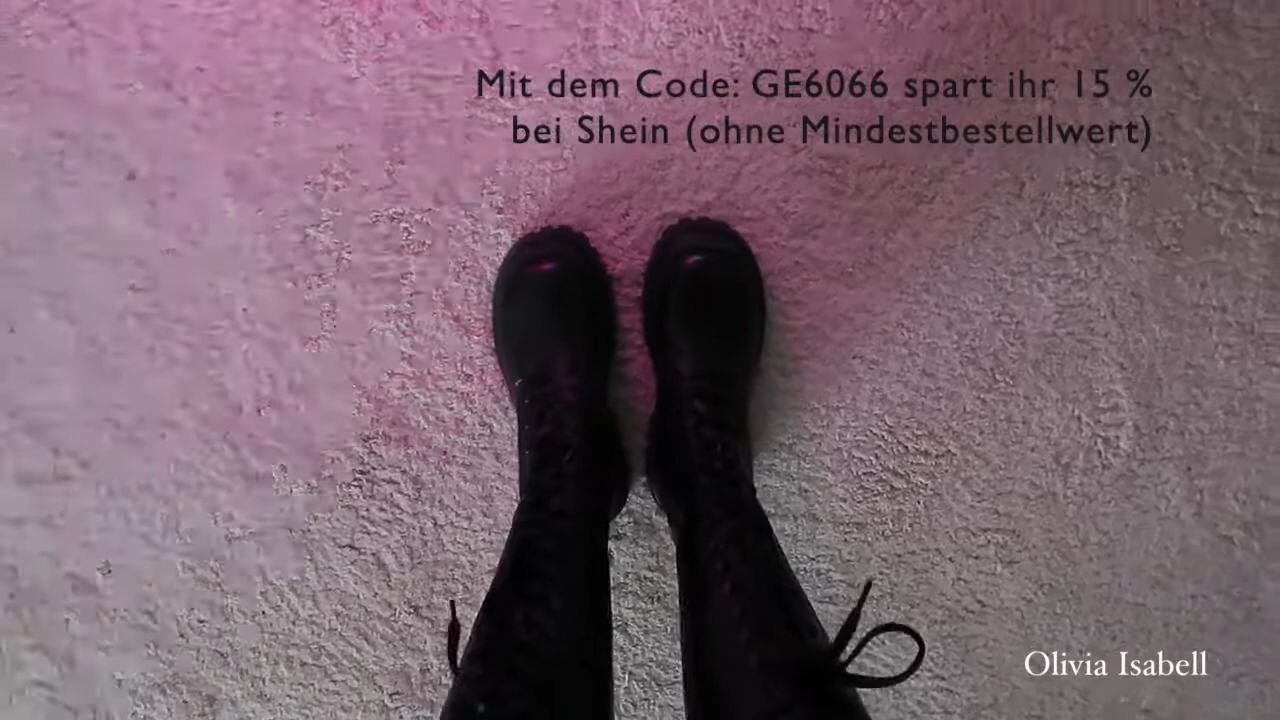 Mit dem Code: GE6066 spart ihr 15 %
bei Shein (ohne Mindestbestellwert)
Olivia Isabell